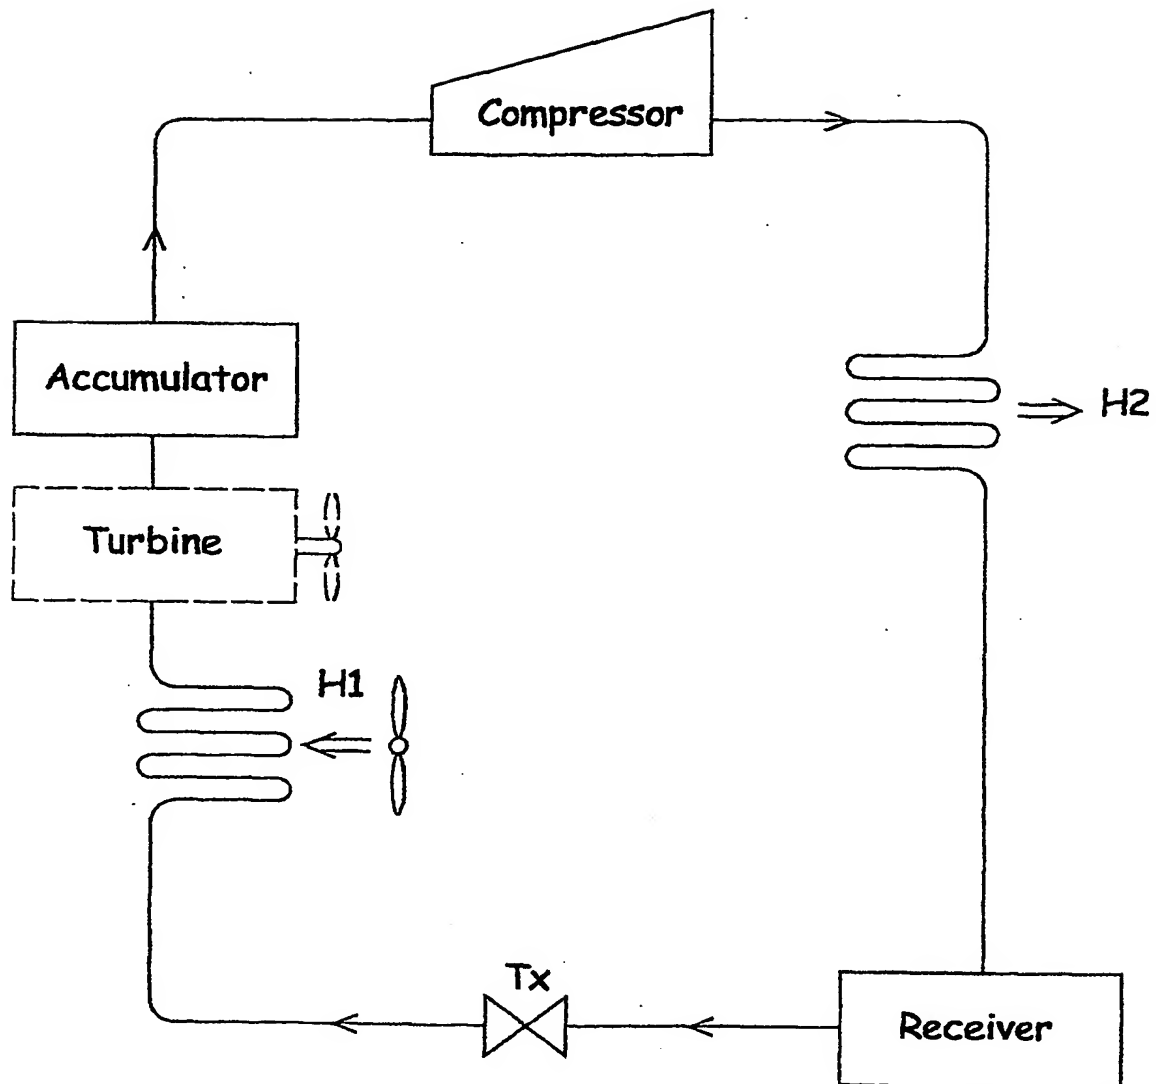 Compressor
Accumulator
H2
Turbine
H1
Tx
Receiver